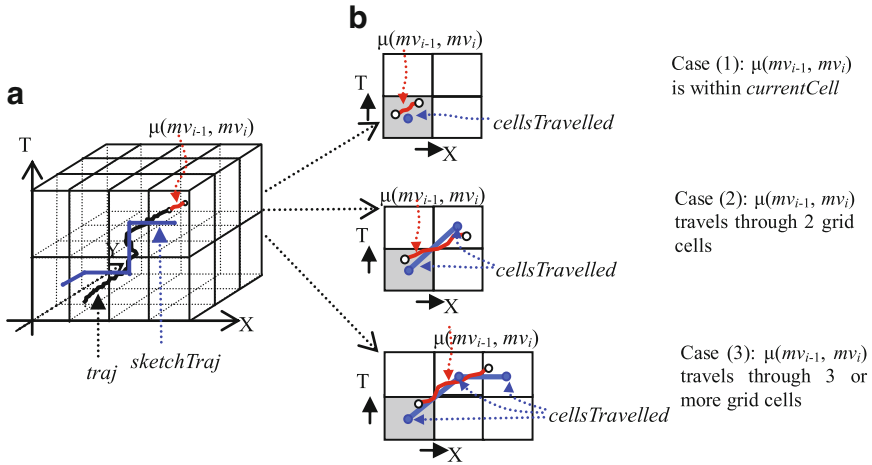 b
μ(mvi-1, mvi)
T
cellsTravelled
X
Case (1): μ(mvi-1, mvi)
is within currentCell
a
T
μ(mvi-1, mvi)
Y
X
traj
sketchTraj
μ(mvi-1, mvi)
T
cellsTravelled
X
Case (2): μ(mvi-1, mvi)
travels through 2 grid
cells
μ(mvi-1, mvi)
T
cellsTravelled
X
Case (3): μ(mvi-1, mvi)
travels through 3 or
more grid cells